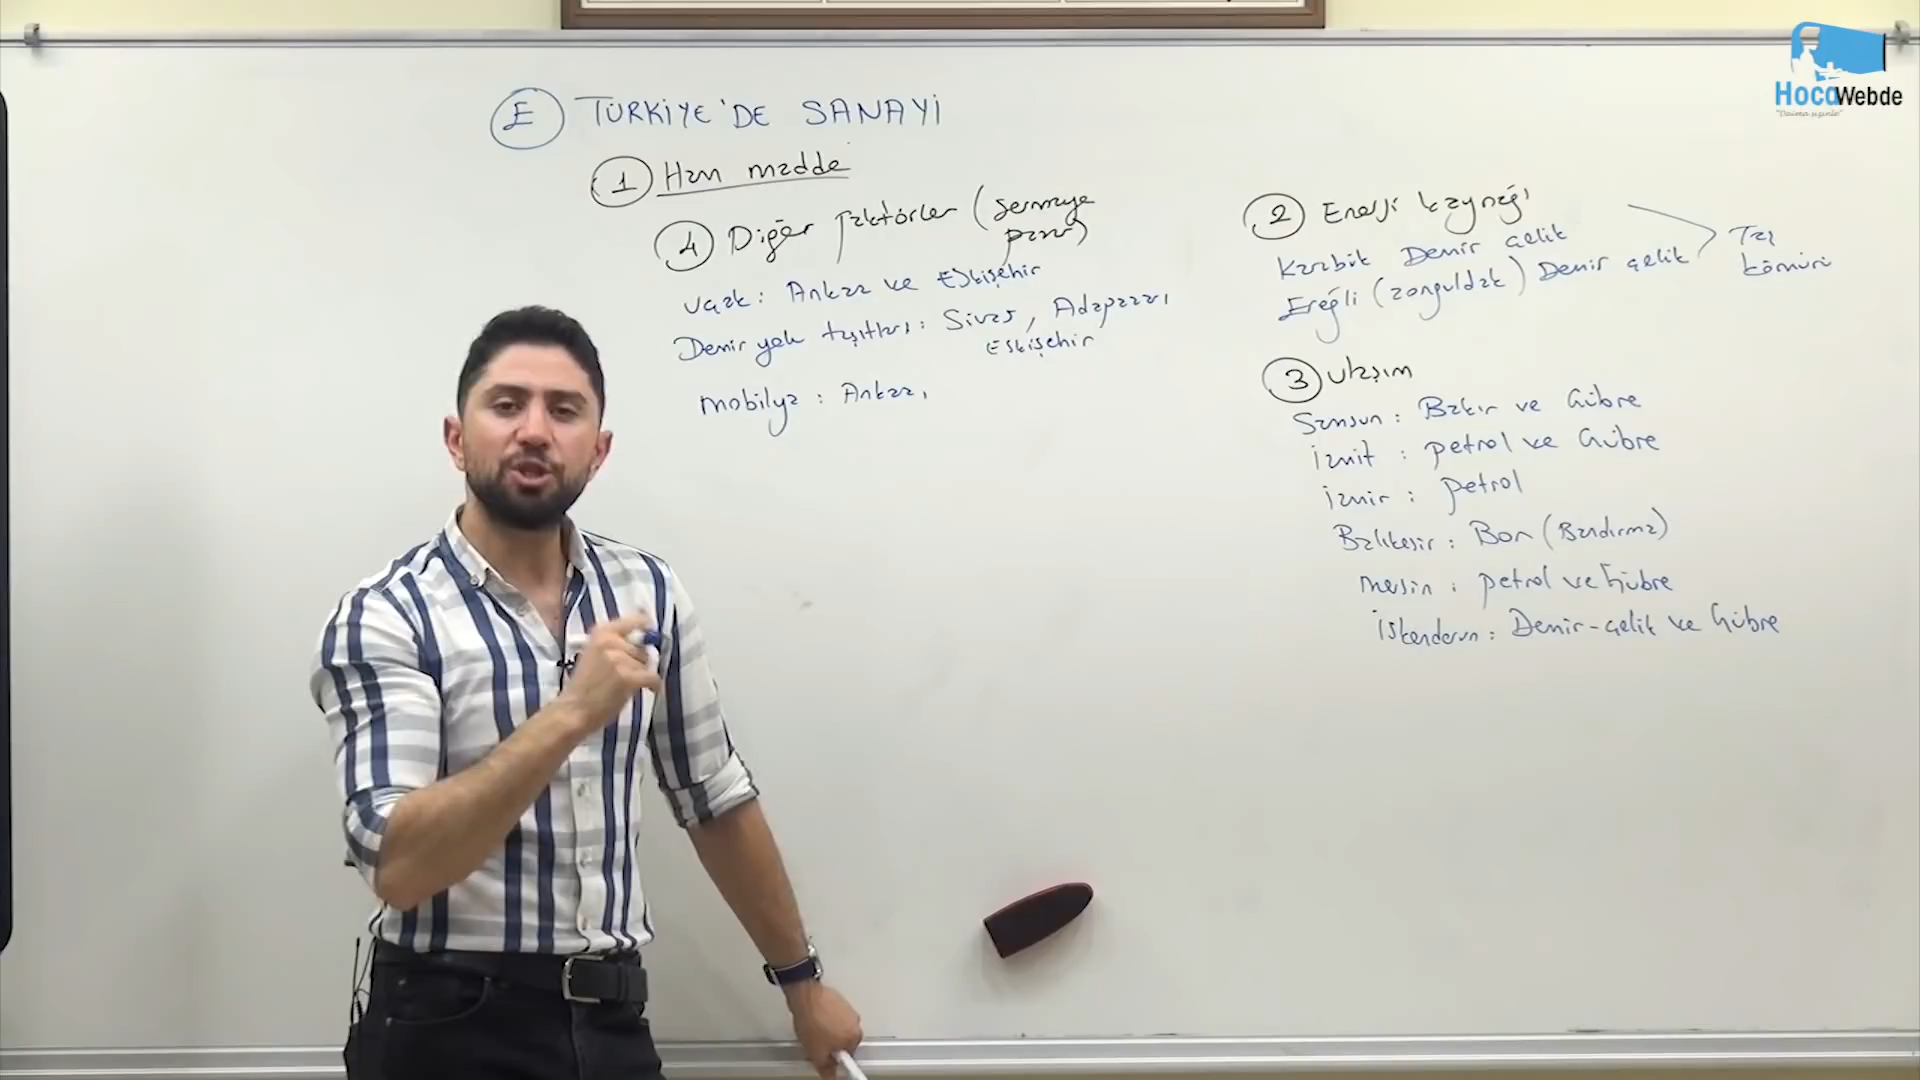 E TÜRKİYE'DE SANAYİ
1 Ham madde
4 Diğer faktörler (sermaye
pazar)
Uçak: Ankara ve Eskişehir
Demir yolu taşıtları: Sivas, Adapazarı
Eskişehir
Mobilya: Ankara,
2 Enerji kaynağı
Karabük Demir çelik
Ereğli (zonguldak) Demir çelik
Taş
kömürü
3 Ulaşım
Samsun: Bakır ve Gübre
İzmit: petrol ve Gübre
İzmir: petrol
Balıkesir: Bor (Bandırma)
Mersin: petrol ve Gübre
İskenderun: Demir-çelik ve Gübre
HocaWebde
"Daima sizinle"